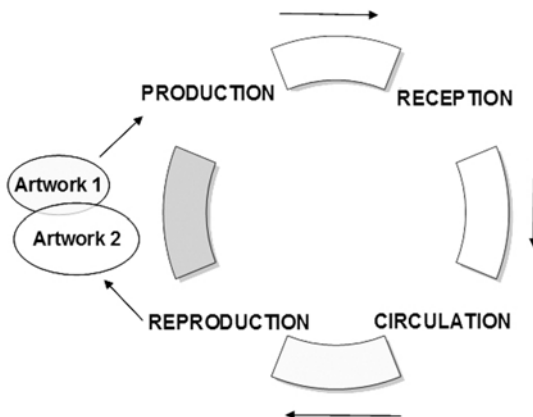 PRODUCTION
RECEPTION
Artwork 1
Artwork 2
REPRODUCTION
CIRCULATION